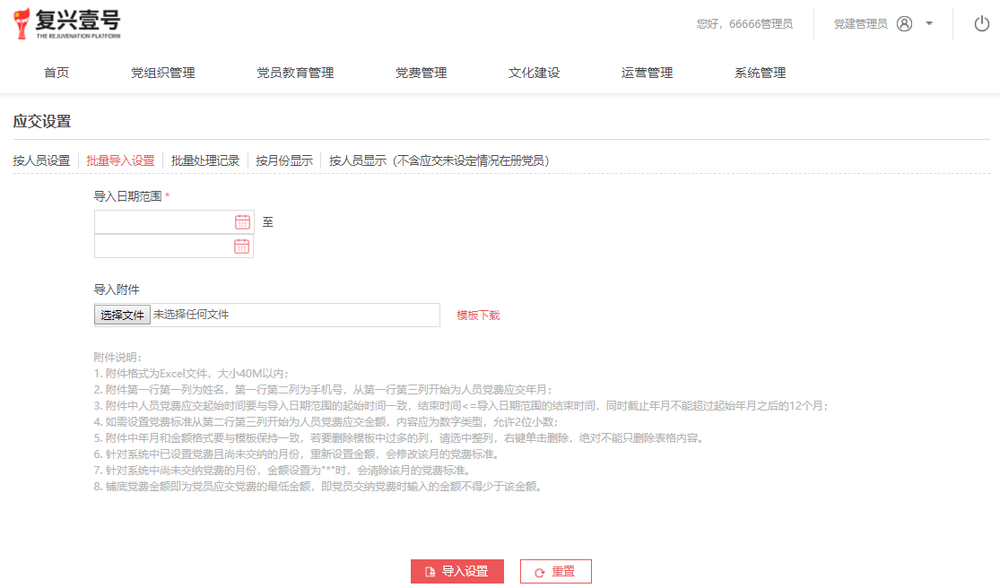 复兴壹号
THE REJUVENATION PLATFORM
您好，66666管理员
党建管理员
首页
党组织管理
党员教育管理
党费管理
文化建设
运营管理
系统管理
应交设置
按人员设置
批量导入设置
批量处理记录
按月份显示
按人员显示（不含应交未设定情况在册党员）
导入日期范围 *
至
导入附件
选择文件 未选择任何文件
模板下载
附件说明：
1. 附件格式为Excel文件，大小40M以内；
2. 附件第一行第一列为姓名，第一行第二列为手机号，从第一行第三列开始为人员党费应交年月；
3. 附件中人员党费应交起始时间要与导入日期范围的起始时间一致，结束时间<=导入日期范围的结束时间，同时截止年月不能超过起始年月之后的12个月；
4. 如需设置党费标准从第二行第三列开始为人员党费应交金额，内容应为数字类型，允许2位小数；
5. 附件中年月和金额格式要与模板保持一致，若要删除模板中过多的列，请选中整列，右键单击删除，绝对不能只删除表格内容。
6. 针对系统中已设置党费且尚未交纳的月份，重新设置金额，会修改该月的党费标准。
7. 针对系统中尚未交纳党费的月份，金额设置为"*"时，会清除该月的党费标准。
8. 铺底党费金额即为党员应交党费的最低金额，即党员交纳党费时输入的金额不得少于该金额。
导入设置
重置